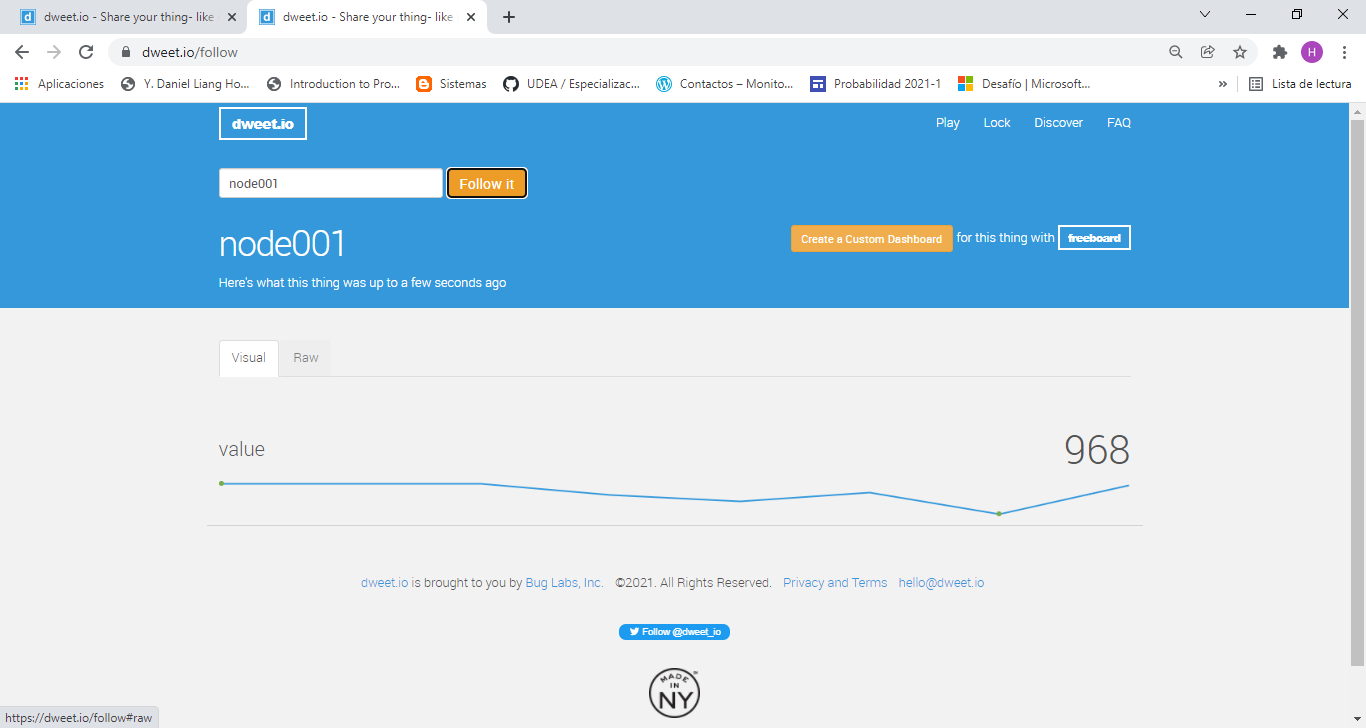 dweet.io - Share your thing- like
dweet.io - Share your thing- like
dweet.io/follow
H
Aplicaciones
Y. Daniel Liang Ho...
Introduction to Pro...
Sistemas
UDEA / Especializac...
Contactos – Monito...
Probabilidad 2021-1
Desafío | Microsoft...
»
Lista de lectura
dweet.io
Play
Lock
Discover
FAQ
node001
Follow it
node001
Create a Custom Dashboard for this thing with freeboard
Here's what this thing was up to a few seconds ago
Visual
Raw
value
968
dweet.io is brought to you by Bug Labs, Inc. ©2021. All Rights Reserved. Privacy and Terms hello@dweet.io
Follow @dweet_io
MADE
IN
NY
https://dweet.io/follow#raw